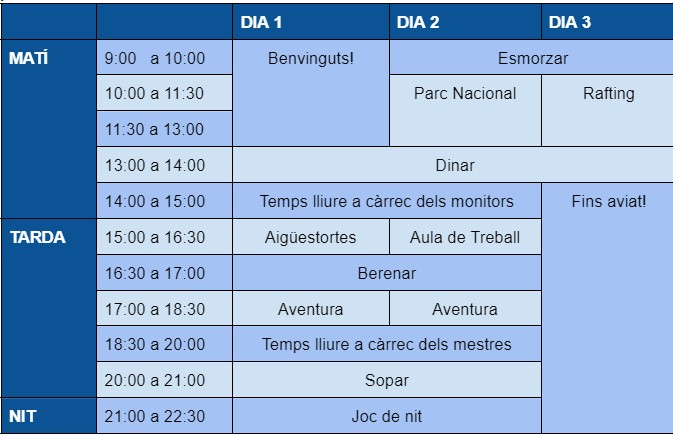 DIA 1 DIA 2 DIA 3
MATÍ 9:00 a 10:00 Benvinguts! Esmorzar
10:00 a 11:30 Parc Nacional Rafting
11:30 a 13:00
13:00 a 14:00 Dinar
14:00 a 15:00 Temps lliure a càrrec dels monitors Fins aviat!
TARDA 15:00 a 16:30 Aigüestortes Aula de Treball
16:30 a 17:00 Berenar
17:00 a 18:30 Aventura Aventura
18:30 a 20:00 Temps lliure a càrrec dels mestres
20:00 a 21:00 Sopar
NIT 21:00 a 22:30 Joc de nit